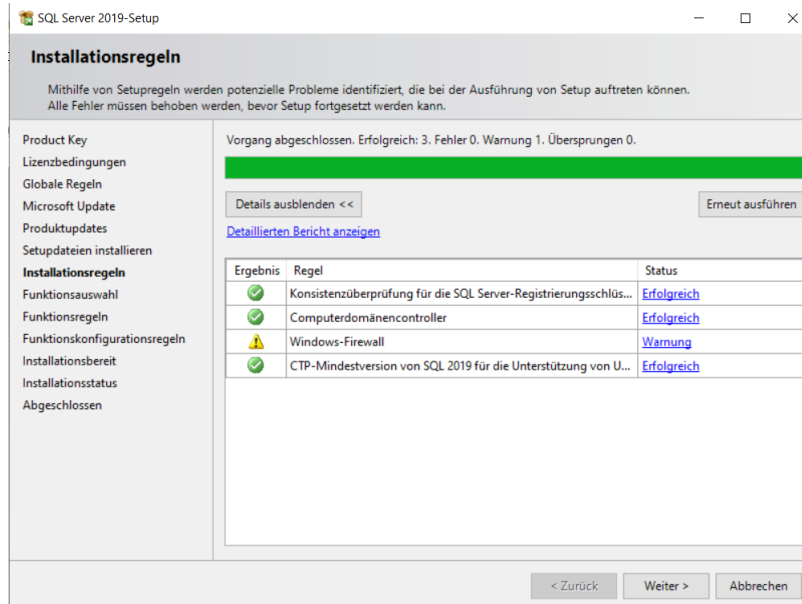 SQL Server 2019-Setup
Installationsregeln
Mithilfe von Setupregeln werden potenzielle Probleme identifiziert, die bei der Ausführung von Setup auftreten können.
Alle Fehler müssen behoben werden, bevor Setup fortgesetzt werden kann.
Product Key
Lizenzbedingungen
Globale Regeln
Microsoft Update
Produktupdates
Setupdateien installieren
Installationsregeln
Funktionsauswahl
Funktionsregeln
Funktionskonfigurationsregeln
Installationsbereit
Installationsstatus
Abgeschlossen
Vorgang abgeschlossen. Erfolgreich: 3. Fehler 0. Warnung 1. Übersprungen 0.
Details ausblenden << Erneut ausführen
Detaillierten Bericht anzeigen
Ergebnis Regel Status
Konsistenzüberprüfung für die SQL Server-Registrierungsschlüs... Erfolgreich
Computerdomänencontroller Erfolgreich
Windows-Firewall Warnung
CTP-Mindestversion von SQL 2019 für die Unterstützung von U... Erfolgreich
< Zurück Weiter > Abbrechen